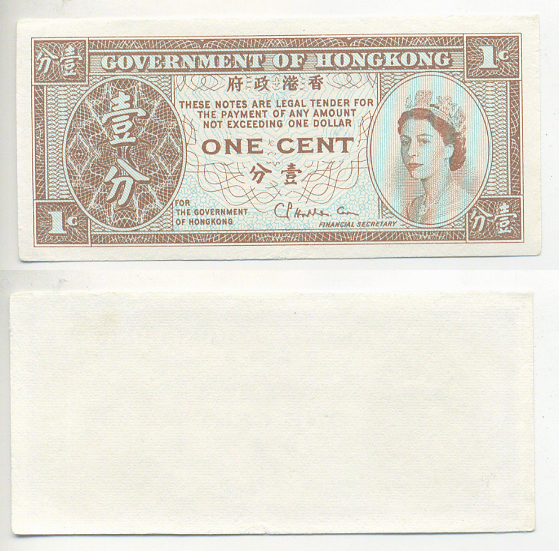 分壹
GOVERNMENT OF HONGKONG
1c
府政港香
THESE NOTES ARE LEGAL TENDER FOR
THE PAYMENT OF ANY AMOUNT
NOT EXCEEDING ONE DOLLAR
壹
分
ONE CENT
分壹
1c
FOR
THE GOVERNMENT
OF HONGKONG
FINANCIAL SECRETARY
分壹